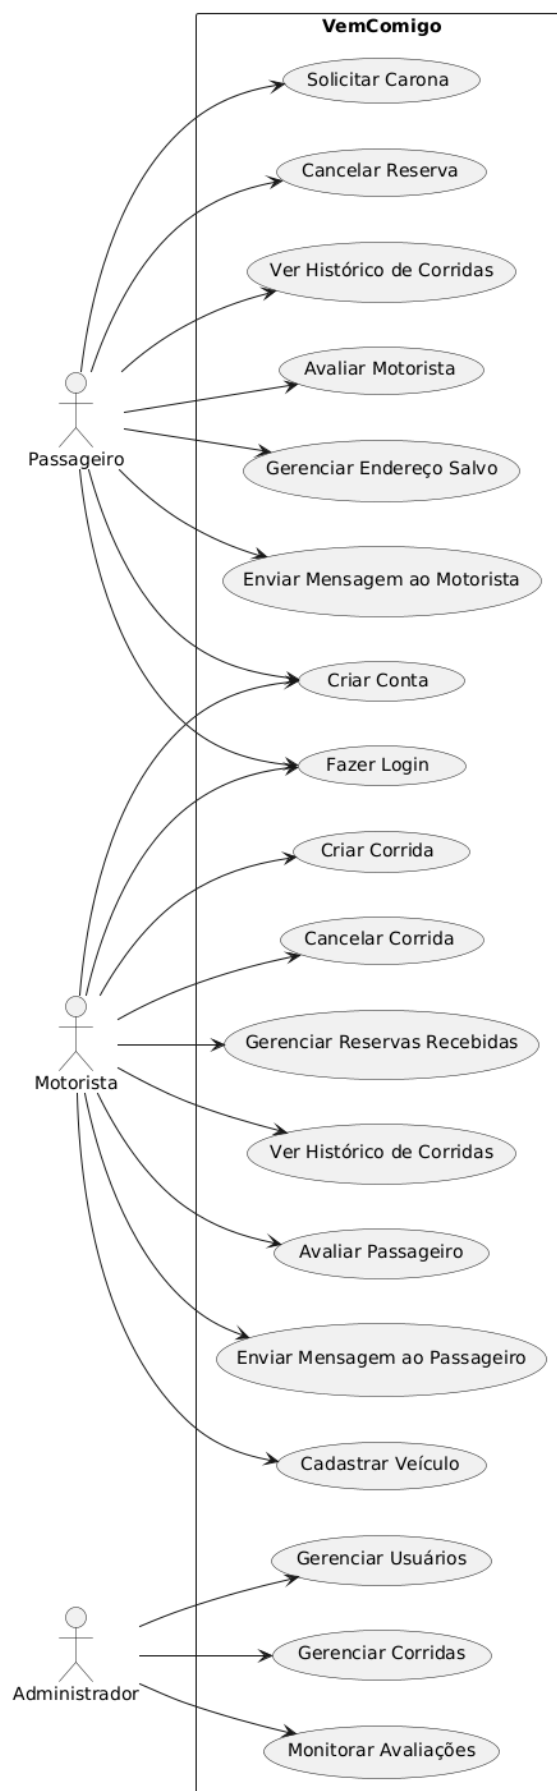 VemComigo
Solicitar Carona
Cancelar Reserva
Ver Histórico de Corridas
Avaliar Motorista
Passageiro
Gerenciar Endereço Salvo
Enviar Mensagem ao Motorista
Criar Conta
Fazer Login
Criar Corrida
Cancelar Corrida
Gerenciar Reservas Recebidas
Motorista
Ver Histórico de Corridas
Avaliar Passageiro
Enviar Mensagem ao Passageiro
Cadastrar Veículo
Gerenciar Usuários
Gerenciar Corridas
Administrador
Monitorar Avaliações